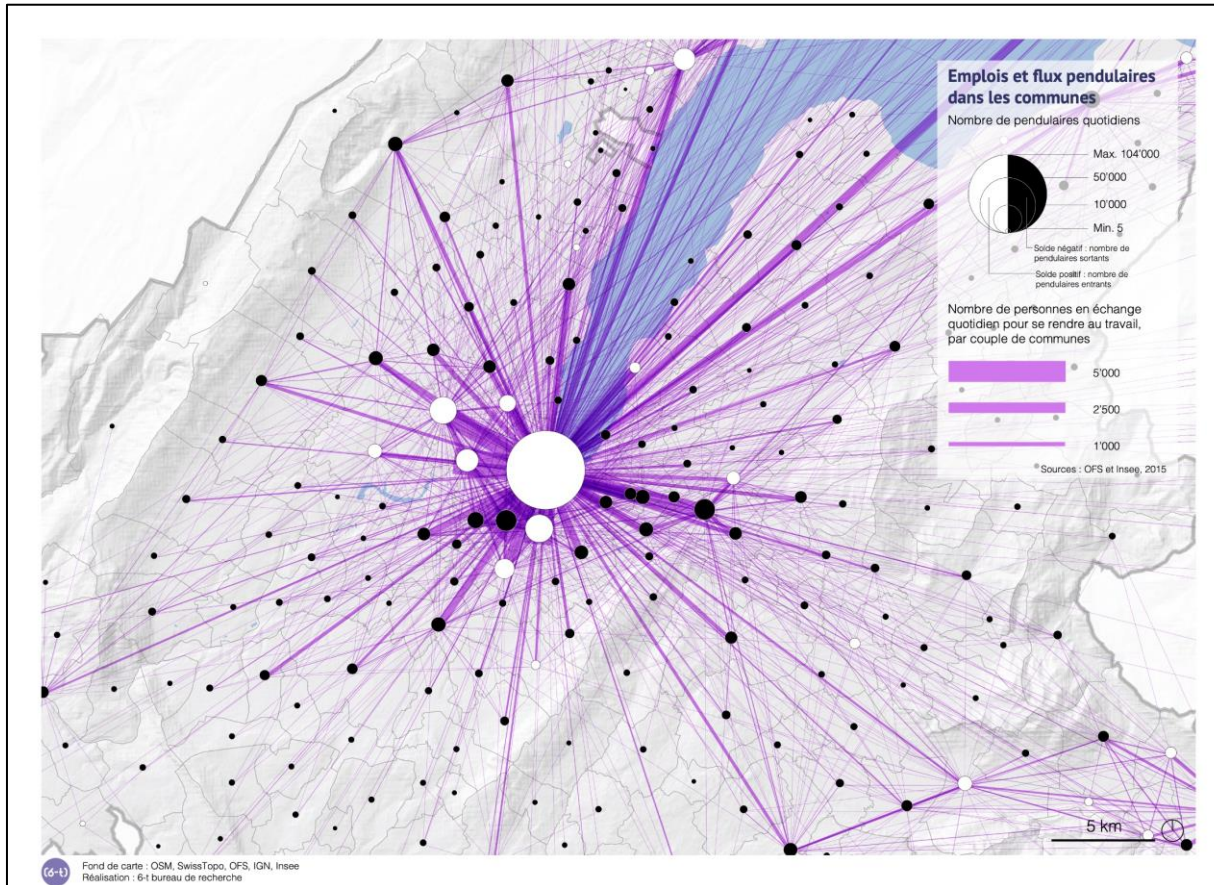 Emplois et flux pendulaires
dans les communes
Nombre de pendulaires quotidiens
Max. 104'000
50'000
10'000
Min. 5
Solde négatif : nombre de
pendulaires sortants
Solde positif : nombre de
pendulaires entrants
Nombre de personnes en échange
quotidien pour se rendre au travail,
par couple de communes
5'000
2'500
1'000
Sources : OFS et Insee, 2015
5 km
(6-t)
Fond de carte : OSM, SwissTopo, OFS, IGN, Insee
Réalisation : 6-t bureau de recherche